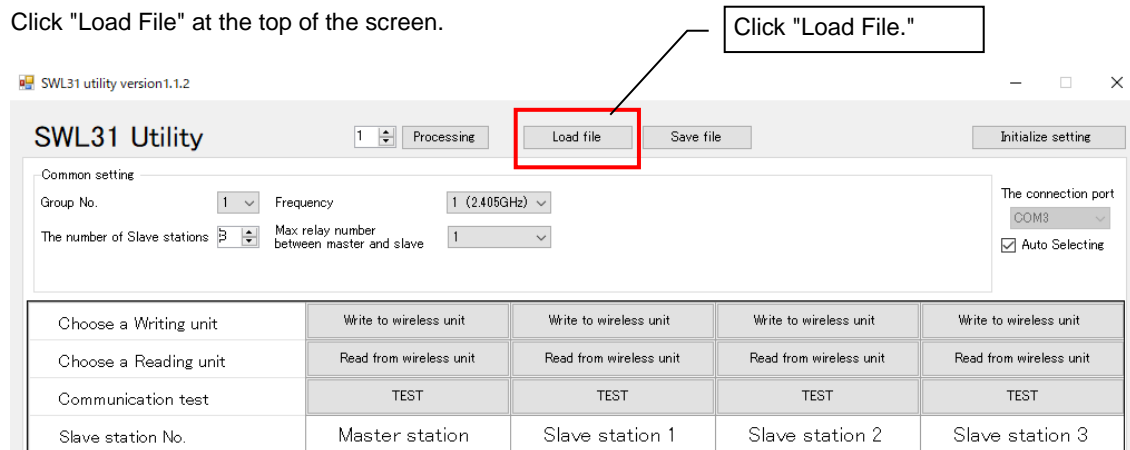 Click "Load File" at the top of the screen.
Click "Load File."
SWL31 utility version1.1.2
SWL31 Utility
1
Processing
Load file
Save file
Initialize setting
Common setting
Group No.
1
Frequency
1 (2.405GHz)
The connection port
COM3
The number of Slave stations
3
Max relay number
between master and slave
1
Auto Selecting
Choose a Writing unit
Write to wireless unit
Write to wireless unit
Write to wireless unit
Write to wireless unit
Choose a Reading unit
Read from wireless unit
Read from wireless unit
Read from wireless unit
Read from wireless unit
Communication test
TEST
TEST
TEST
TEST
Slave station No.
Master station
Slave station 1
Slave station 2
Slave station 3